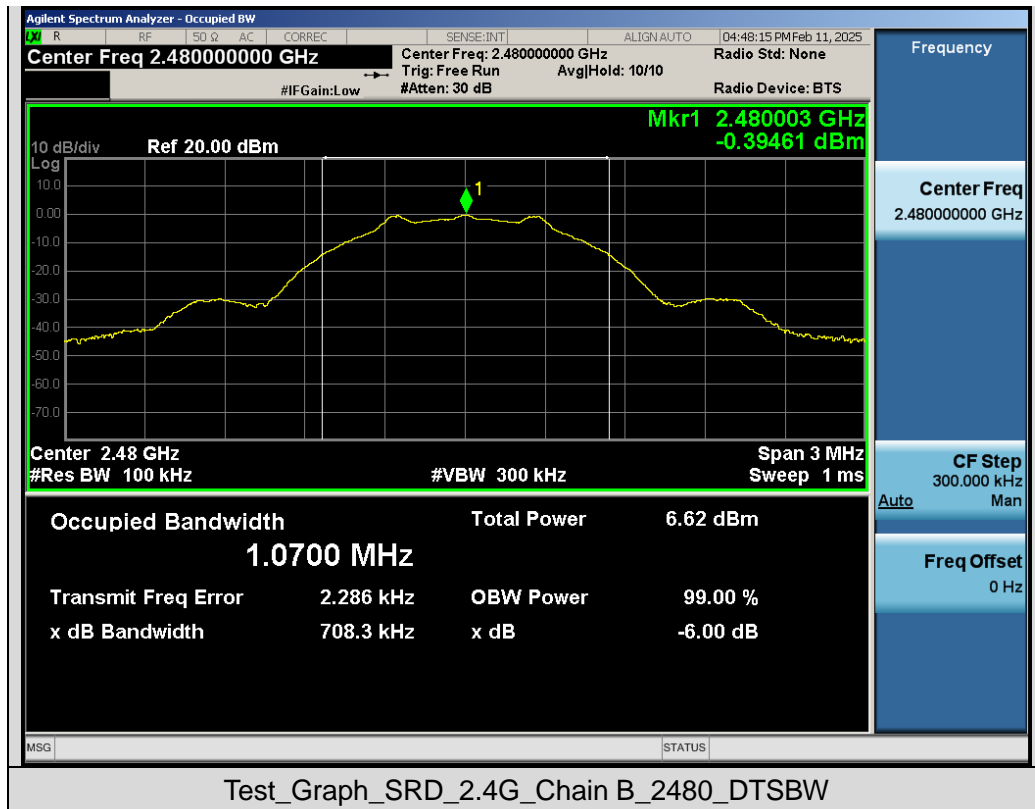 Agilent Spectrum Analyzer - Occupied BW
LXI R RF 50 Ω AC CORREC SENSE:INT ALIGN AUTO 04:48:15 PM Feb 11, 2025
Center Freq 2.480000000 GHz
Center Freq: 2.480000000 GHz Radio Std: None
Trig: Free Run Avg|Hold: 10/10
#IFGain:Low #Atten: 30 dB Radio Device: BTS
Frequency
Mkr1 2.480003 GHz
-0.39461 dBm
10 dB/div Ref 20.00 dBm
Log
10.0
0.00
-10.0
-20.0
-30.0
-40.0
-50.0
-60.0
-70.0
1
Center 2.48 GHz Span 3 MHz
#Res BW 100 kHz #VBW 300 kHz Sweep 1 ms
Center Freq
2.480000000 GHz
CF Step
300.000 kHz
Auto Man
Freq Offset
0 Hz
Occupied Bandwidth Total Power 6.62 dBm
1.0700 MHz
Transmit Freq Error 2.286 kHz OBW Power 99.00 %
x dB Bandwidth 708.3 kHz x dB -6.00 dB
MSG STATUS
Test_Graph_SRD_2.4G_Chain B_2480_DTSBW